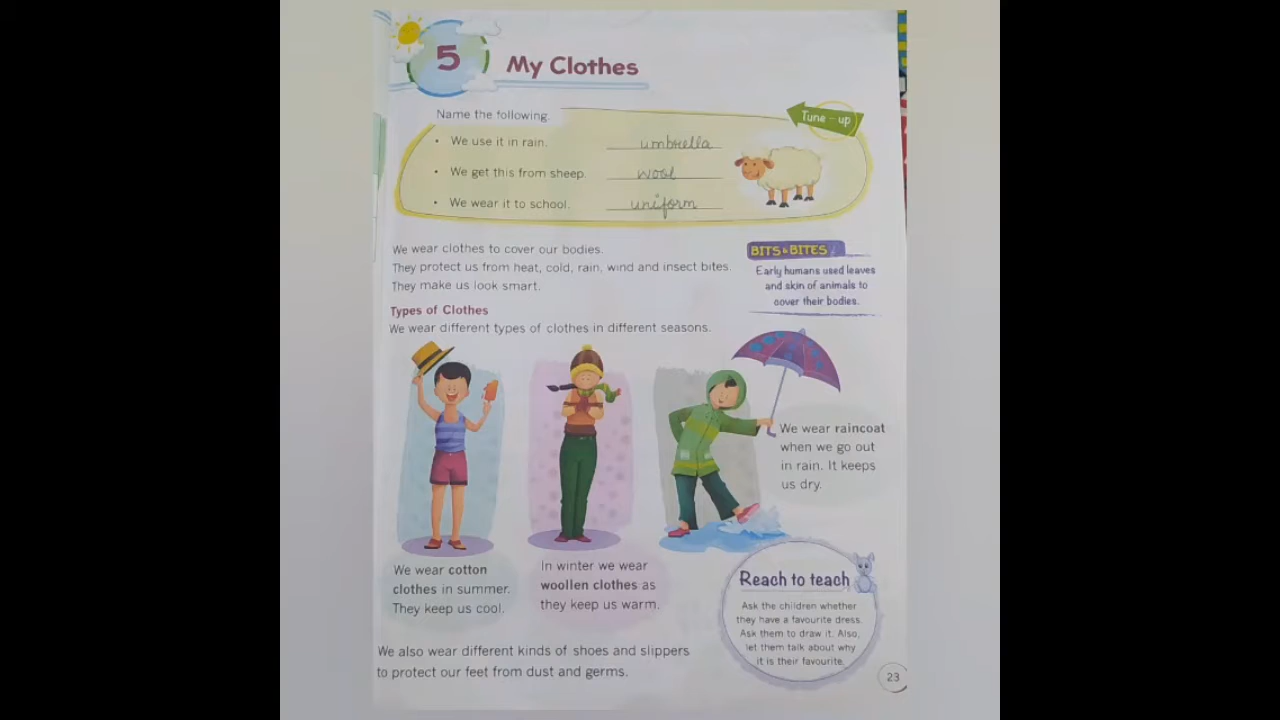 5
My Clothes
Name the following.
Tune - up
• We use it in rain. umbrella
• We get this from sheep. wool
• We wear it to school. uniform
We wear clothes to cover our bodies.
They protect us from heat, cold, rain, wind and insect bites.
They make us look smart.
BITS & BITES
Early humans used leaves
and skin of animals to
cover their bodies.
Types of Clothes
We wear different types of clothes in different seasons.
We wear raincoat
when we go out
in rain. It keeps
us dry.
We wear cotton
clothes in summer.
They keep us cool.
In winter we wear
woollen clothes as
they keep us warm.
Reach to teach
Ask the children whether
they have a favourite dress.
Ask them to draw it. Also,
let them talk about why
it is their favourite.
We also wear different kinds of shoes and slippers
to protect our feet from dust and germs.
23